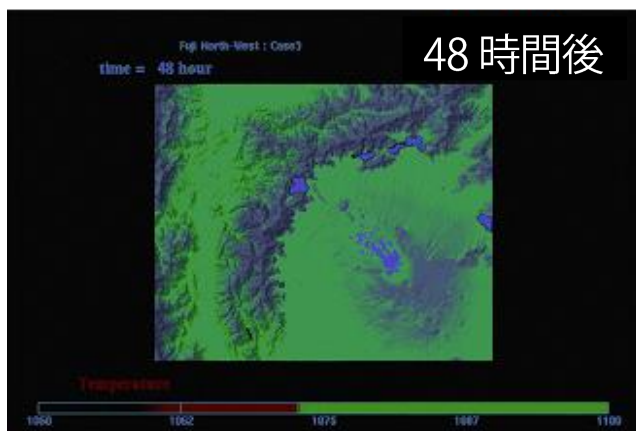 48 時間後
Fuji North-West : Case3
time = 48 hour
Temperature
1050 1062 1075 1087 1100